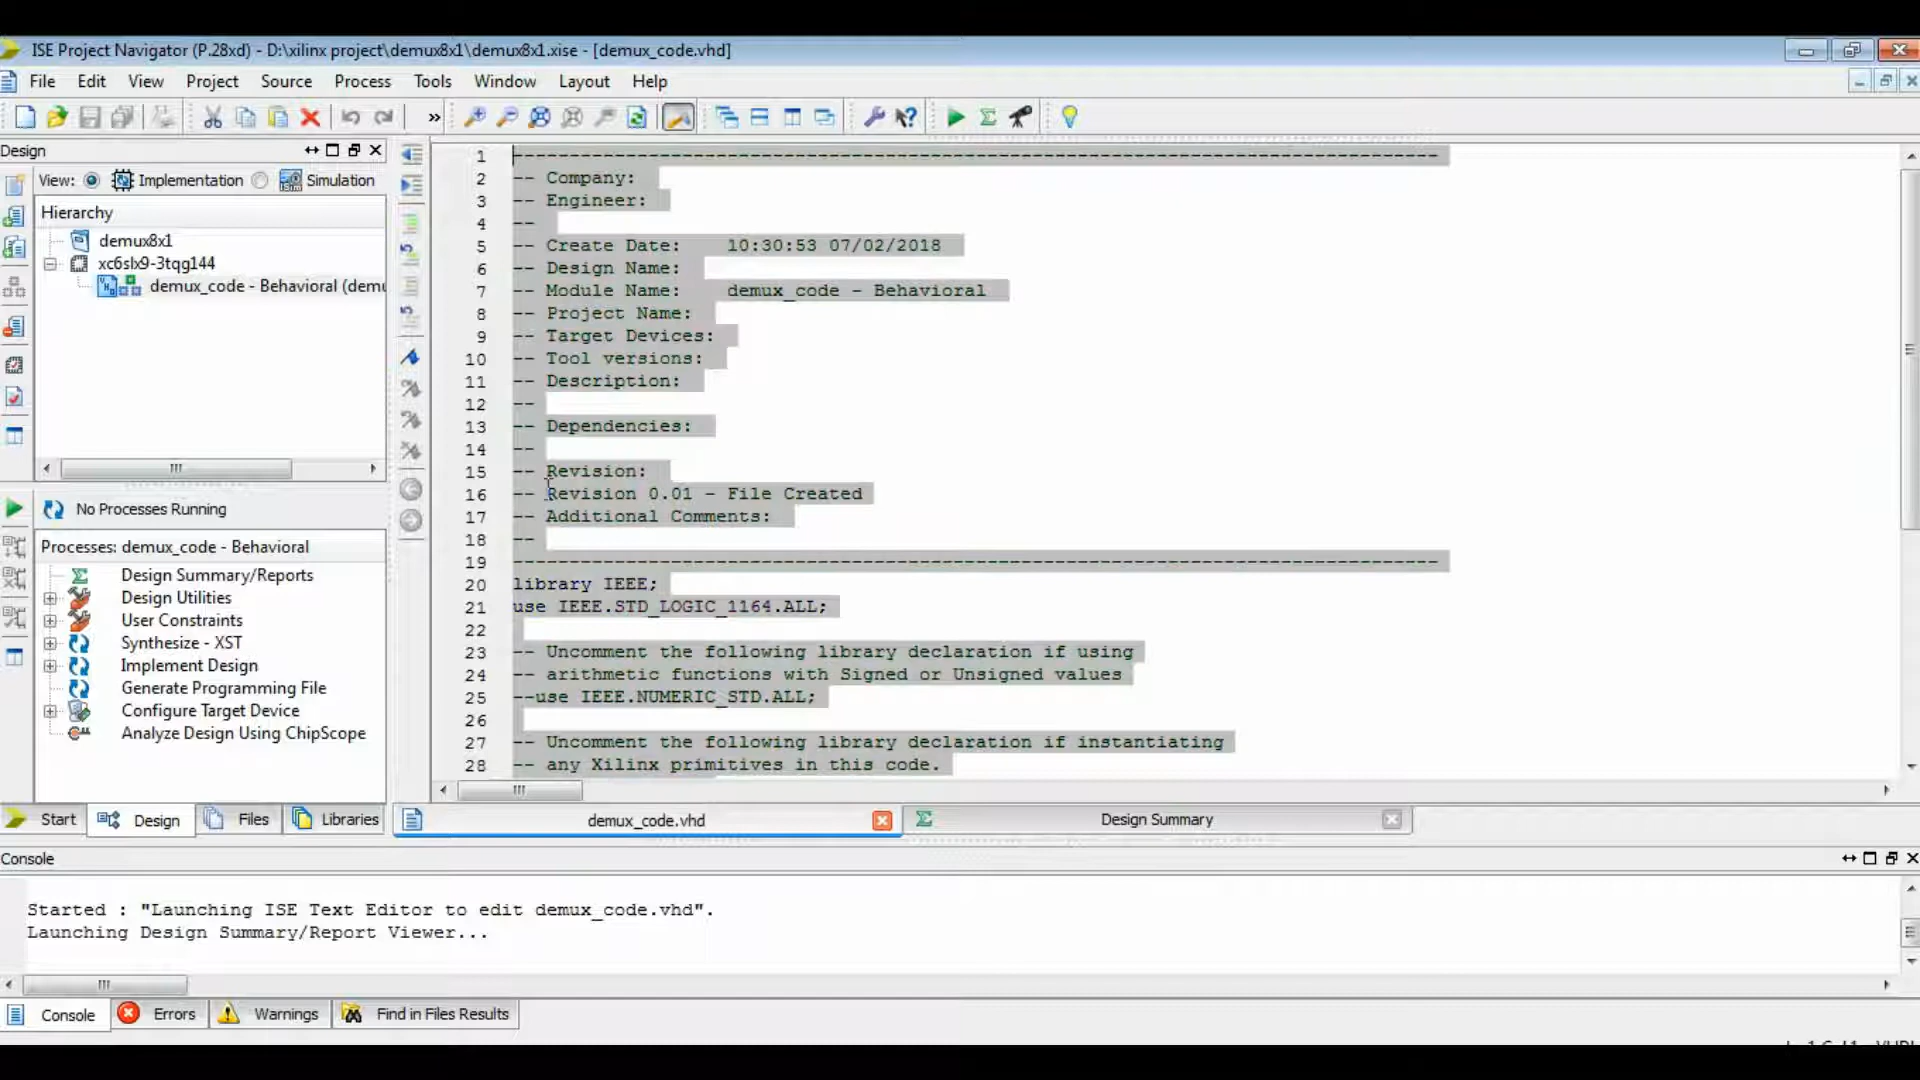 ISE Project Navigator (P.28xd) - D:\xilinx project\demux8x1\demux8x1.xise - [demux_code.vhd]
File Edit View Project Source Process Tools Window Layout Help
Design
View: Implementation Simulation
Hierarchy
demux8x1
xc6slx9-3tqg144
demux_code - Behavioral (demu
No Processes Running
Processes: demux_code - Behavioral
Design Summary/Reports
Design Utilities
User Constraints
Synthesize - XST
Implement Design
Generate Programming File
Configure Target Device
Analyze Design Using ChipScope
Start Design Files Libraries
1 ----------------------------------------------------------------------------------
2 -- Company:
3 -- Engineer:
4 --
5 -- Create Date: 10:30:53 07/02/2018
6 -- Design Name:
7 -- Module Name: demux_code - Behavioral
8 -- Project Name:
9 -- Target Devices:
10 -- Tool versions:
11 -- Description:
12 --
13 -- Dependencies:
14 --
15 -- Revision:
16 -- Revision 0.01 - File Created
17 -- Additional Comments:
18 --
19 ----------------------------------------------------------------------------------
20 library IEEE;
21 use IEEE.STD_LOGIC_1164.ALL;
22
23 -- Uncomment the following library declaration if using
24 -- arithmetic functions with Signed or Unsigned values
25 --use IEEE.NUMERIC_STD.ALL;
26
27 -- Uncomment the following library declaration if instantiating
28 -- any Xilinx primitives in this code.
demux_code.vhd Design Summary
Console
Started : "Launching ISE Text Editor to edit demux_code.vhd".
Launching Design Summary/Report Viewer...
Console Errors Warnings Find in Files Results